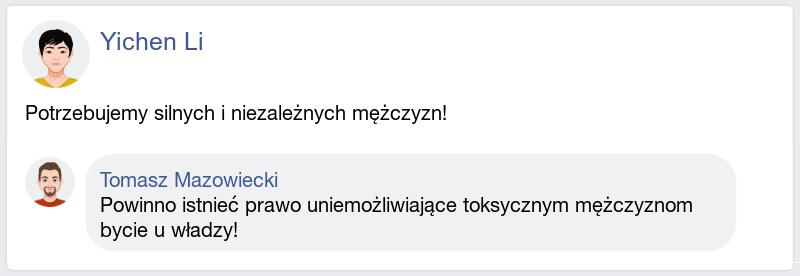 Yichen Li
Potrzebujemy silnych i niezależnych mężczyzn!
Tomasz Mazowiecki
Powinno istnieć prawo uniemożliwiające toksycznym mężczyznom
bycie u władzy!